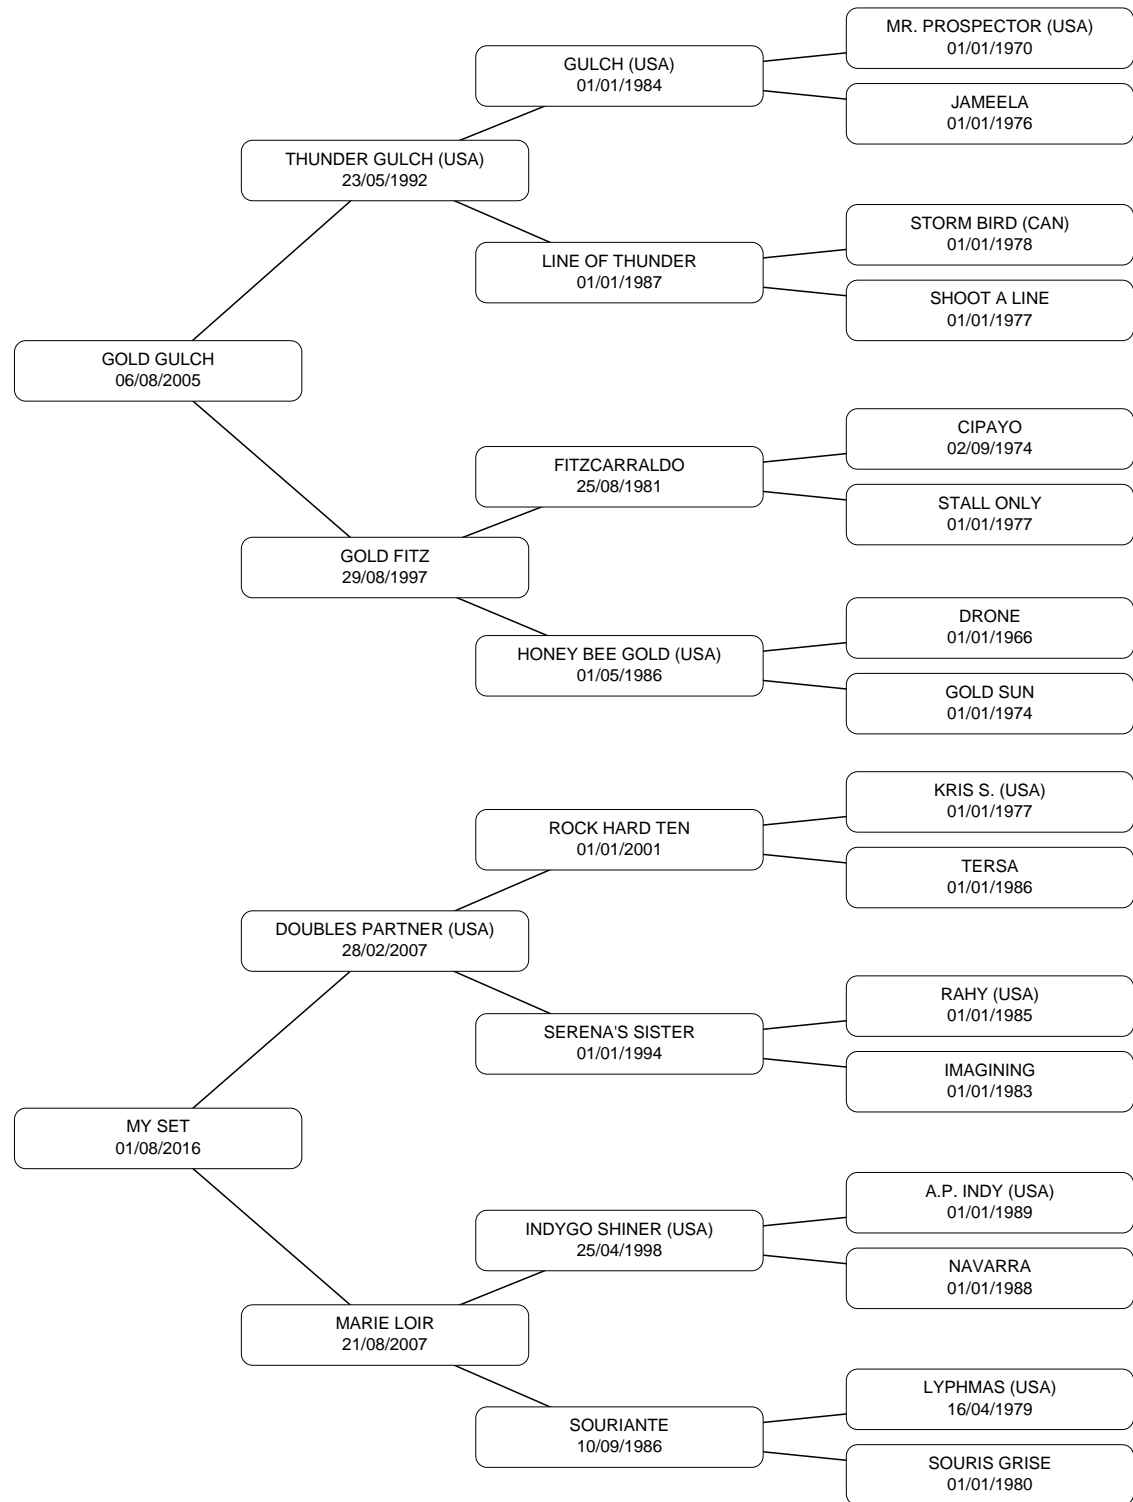 MR. PROSPECTOR (USA)
01/01/1970
GULCH (USA)
01/01/1984
JAMEELA
01/01/1976
THUNDER GULCH (USA)
23/05/1992
STORM BIRD (CAN)
01/01/1978
LINE OF THUNDER
01/01/1987
SHOOT A LINE
01/01/1977
GOLD GULCH
06/08/2005
CIPAYO
02/09/1974
FITZCARRALDO
25/08/1981
STALL ONLY
01/01/1977
GOLD FITZ
29/08/1997
DRONE
01/01/1966
HONEY BEE GOLD (USA)
01/05/1986
GOLD SUN
01/01/1974
KRIS S. (USA)
01/01/1977
ROCK HARD TEN
01/01/2001
TERSA
01/01/1986
DOUBLES PARTNER (USA)
28/02/2007
RAHY (USA)
01/01/1985
SERENA'S SISTER
01/01/1994
IMAGINING
01/01/1983
MY SET
01/08/2016
A.P. INDY (USA)
01/01/1989
INDYGO SHINER (USA)
25/04/1998
NAVARRA
01/01/1988
MARIE LOIR
21/08/2007
LYPHMAS (USA)
16/04/1979
SOURIANTE
10/09/1986
SOURIS GRISE
01/01/1980